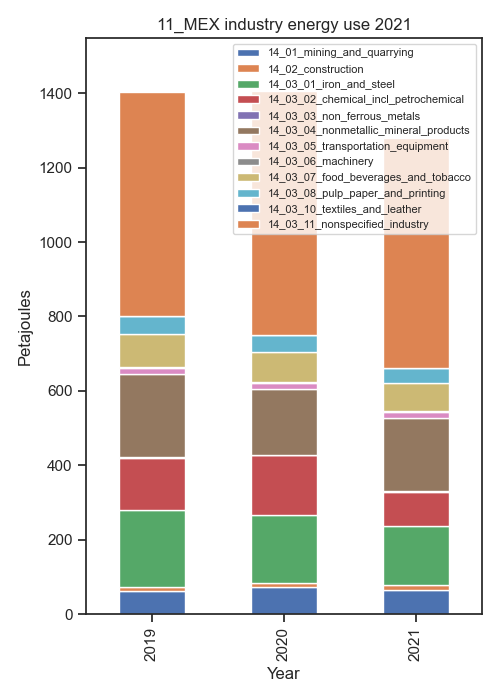 11_MEX industry energy use 2021
14_01_mining_and_quarrying
14_02_construction
14_03_01_iron_and_steel
14_03_02_chemical_incl_petrochemical
14_03_03_non_ferrous_metals
14_03_04_nonmetallic_mineral_products
14_03_05_transportation_equipment
14_03_06_machinery
14_03_07_food_beverages_and_tobacco
14_03_08_pulp_paper_and_printing
14_03_10_textiles_and_leather
14_03_11_nonspecified_industry
Petajoules
1400
1200
1000
800
600
400
200
0
2019
2020
2021
Year